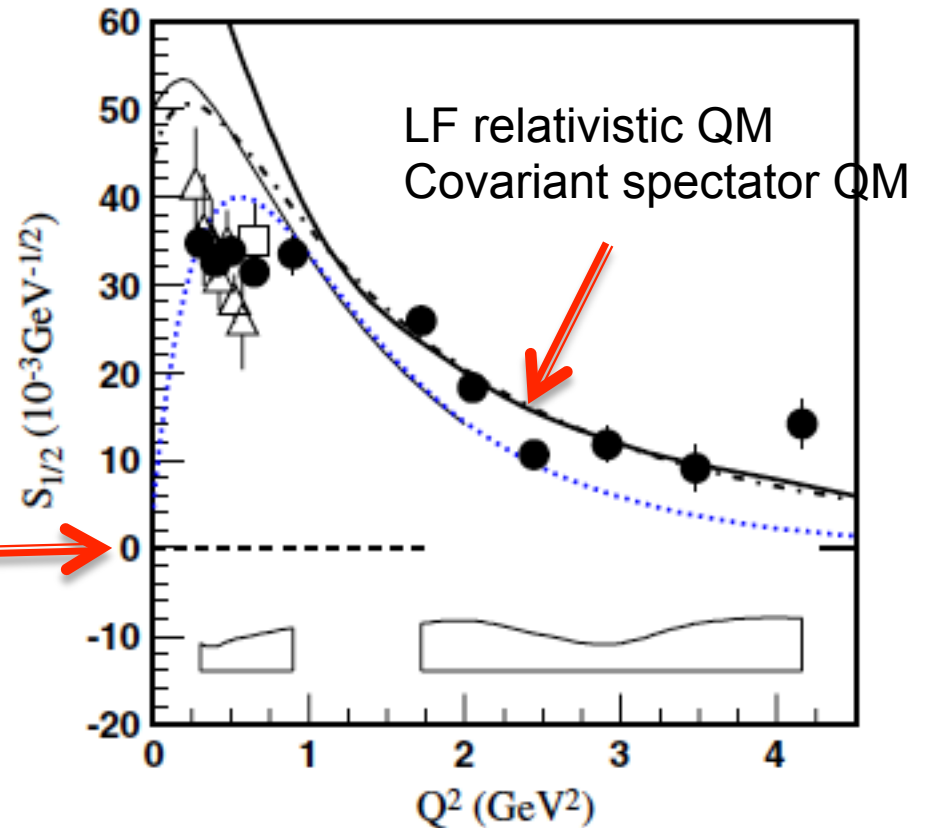 60
50
40
30
20
10
0
-10
-20
S1/2 (10-3GeV-1/2)
LF relativistic QM
Covariant spectator QM
0 1 2 3 4
Q2 (GeV2)